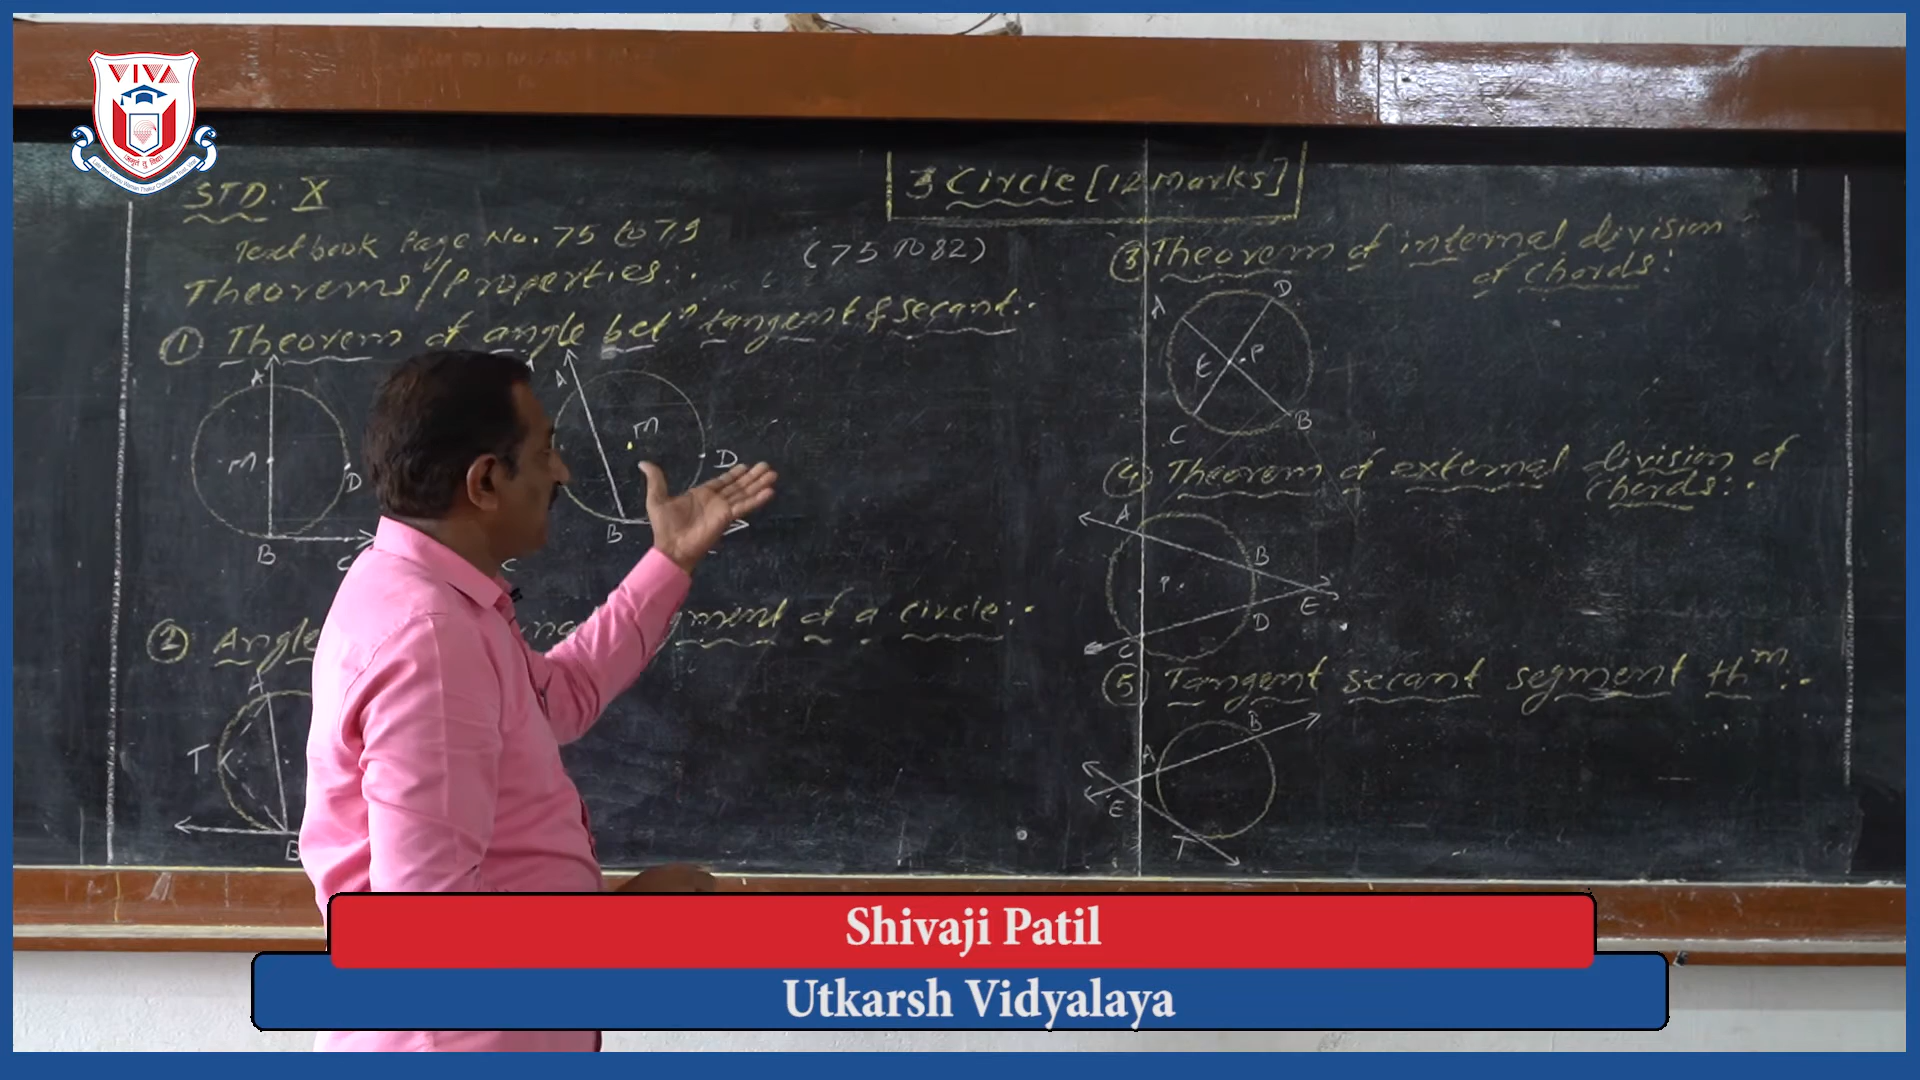 VIVA
STD: X
3 Circle [12 Marks]
Textbook Page No. 75 to 79
(75 to 82)
Theorems/Properties:.
① Theorem of angle betn tangent & secant:.
A
M
D
B
C
A
M
D
B
C
② Angle
segment of a circle:.
A
T
B
③ Theorem of internal division
of chords:
A
D
E
P
C
B
④ Theorem of external division of
chords:.
A
B
P
E
D
C
⑤ Tangent secant segment thm:.
B
A
E
T
Shivaji Patil
Utkarsh Vidyalaya